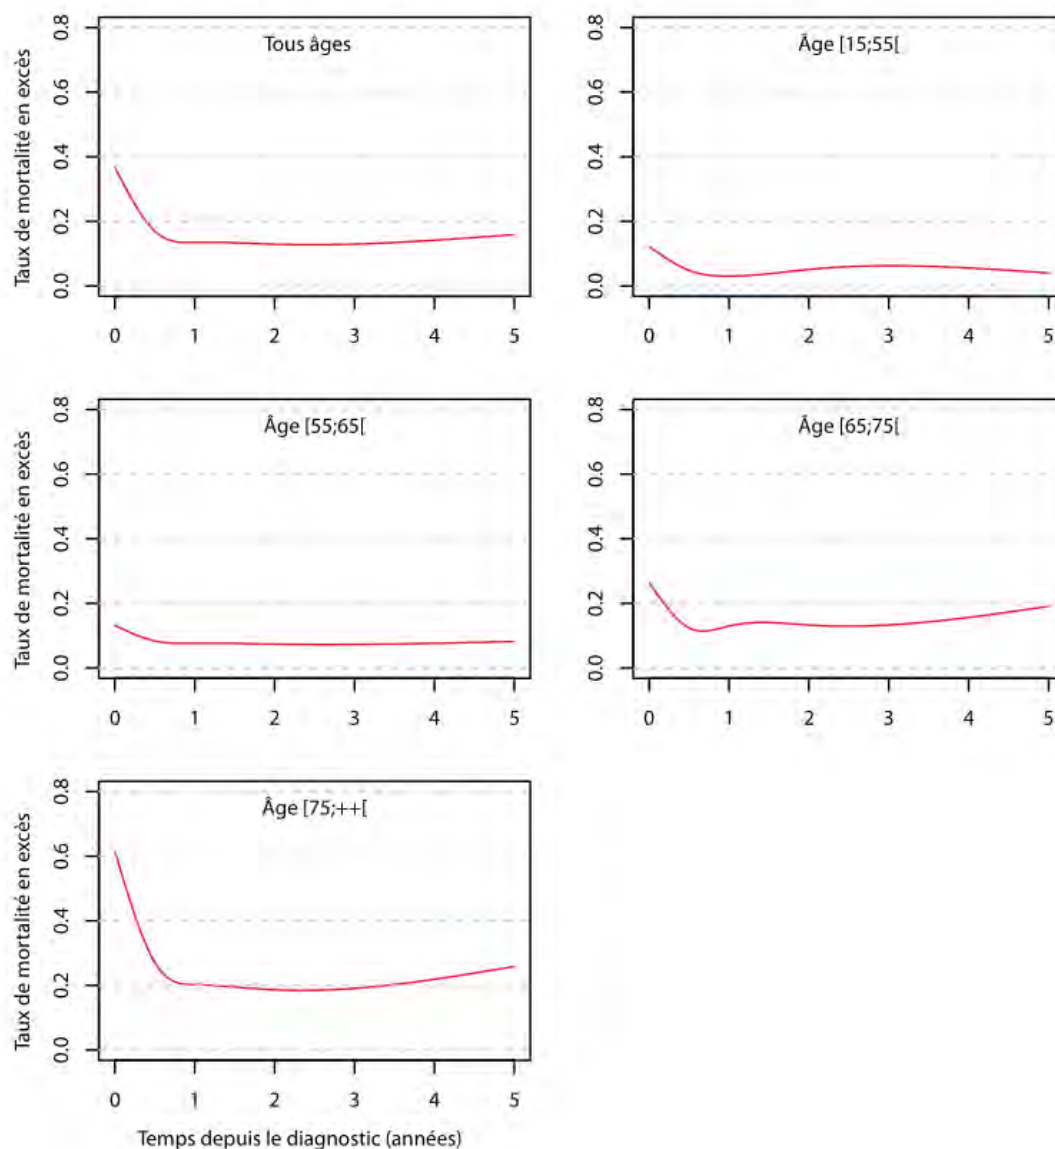 Tous âges
Taux de mortalité en excès
0.0 0.2 0.4 0.6 0.8
0 1 2 3 4 5
Âge [15;55[
0.0 0.2 0.4 0.6 0.8
0 1 2 3 4 5
Âge [55;65[
Taux de mortalité en excès
0.0 0.2 0.4 0.6 0.8
0 1 2 3 4 5
Âge [65;75[
0.0 0.2 0.4 0.6 0.8
0 1 2 3 4 5
Âge [75;++[
Taux de mortalité en excès
0.0 0.2 0.4 0.6 0.8
0 1 2 3 4 5
Temps depuis le diagnostic (années)